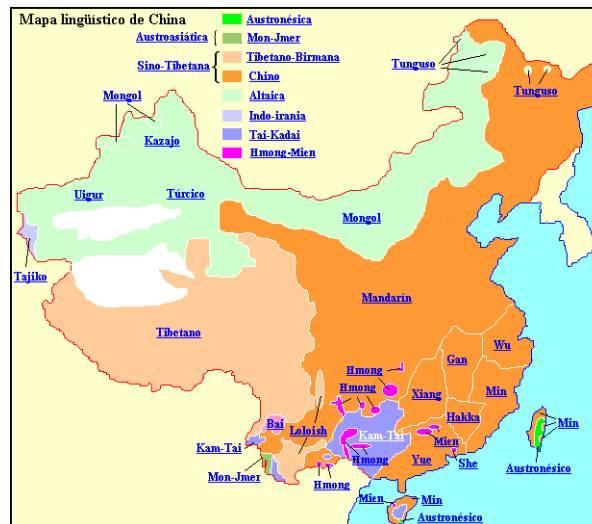 Mapa lingüístico de China
Austronésica
Austroasiática { Mon-Jmer
Sino-Tibetana { Tibetano-Birmana
Chino
Altaica
Indo-irania
Tai-Kadai
Hmong-Mien
Tunguso
Tunguso
Mongol
Kazajo
Uigur
Túrcico
Mongol
Tajiko
Mandarín
Tibetano
Wu
Gan
Hmong
Hmong
Xiang
Min
Bai
Loloish
Hakka
Min
Kam-Tai
Kam-Tai
Mien
Hmong
Yue
She
Austronésico
Mon-Jmer
Hmong
Mien
Min
Austronésico